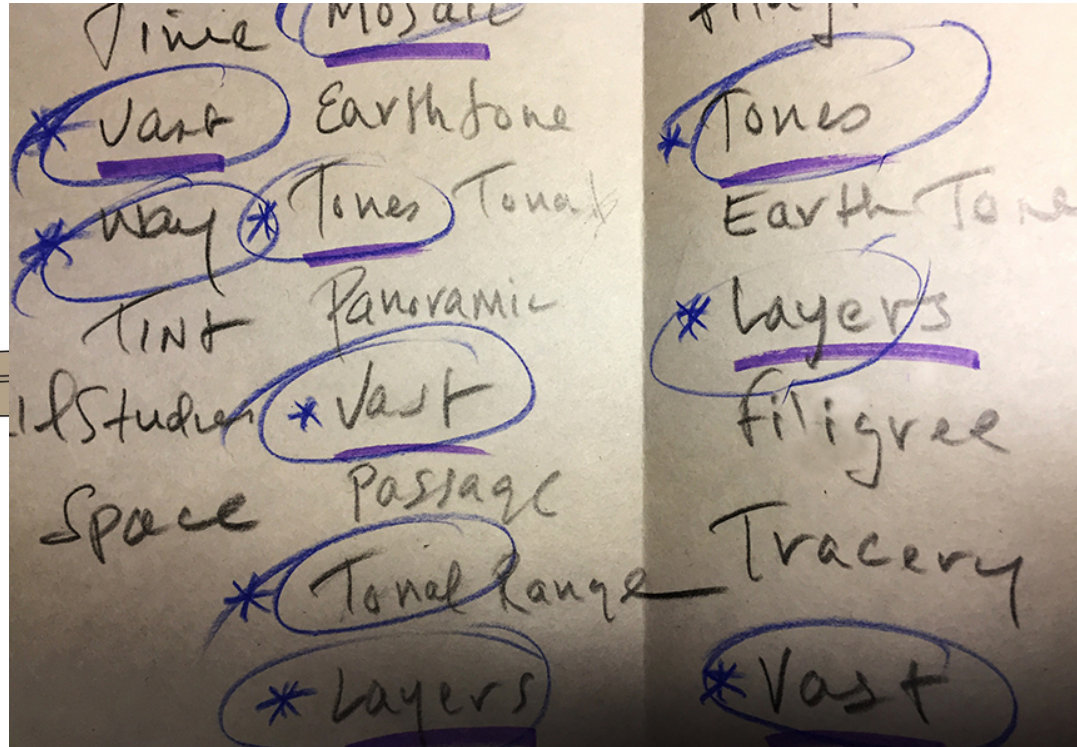 Time Mosaic
Vast Earthtone
Way Tones Tonal
Tint Panoramic
Studies Vast
Space Passage
Tonal Range
Layers
Tones
Earth Tone
Layers
filigree
Tracery
Vast